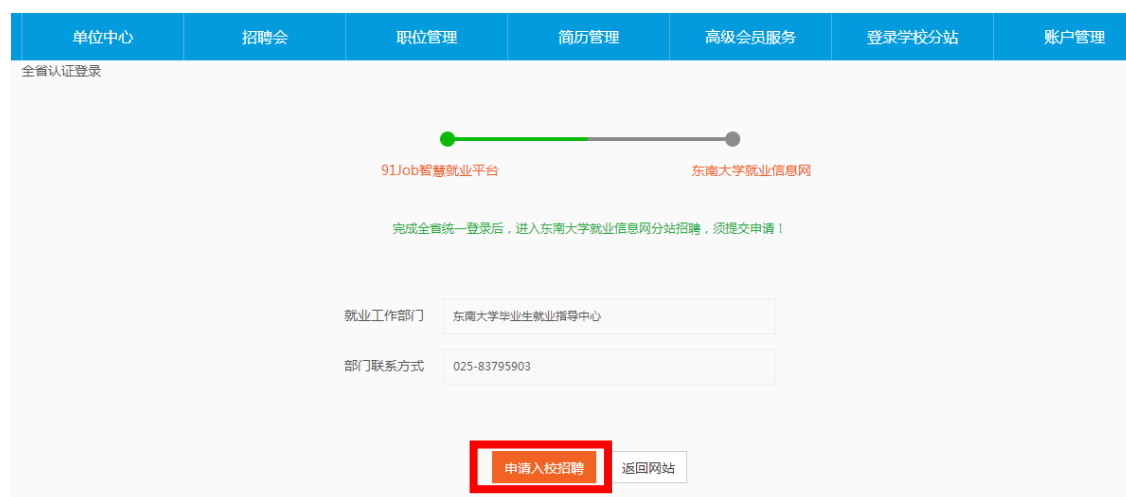 单位中心 招聘会 职位管理 简历管理 高级会员服务 登录学校分站 账户管理
全省认证登录
91Job智慧就业平台 东南大学就业信息网
完成全省统一登录后，进入东南大学就业信息网分站招聘，须提交申请！
就业工作部门 东南大学毕业生就业指导中心
部门联系方式 025-83795903
申请入校招聘 返回网站